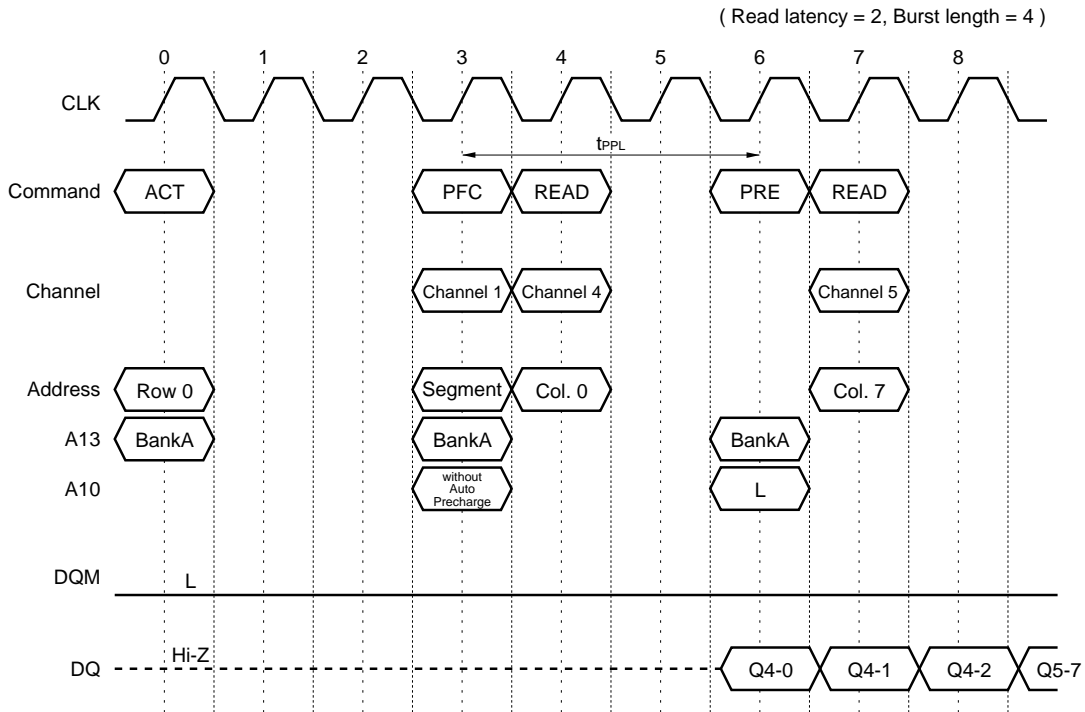 ( Read latency = 2, Burst length = 4 )
0 1 2 3 4 5 6 7 8
CLK
tPPL
Command ACT PFC READ PRE READ
Channel Channel 1 Channel 4 Channel 5
Address Row 0 Segment Col. 0 Col. 7
A13 BankA BankA BankA
A10 without Auto Precharge L
DQM L
DQ Hi-Z Q4-0 Q4-1 Q4-2 Q5-7